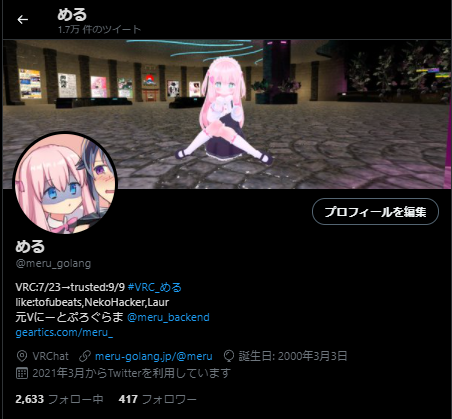 める
1.7万 件のツイート
プロフィールを編集
める
@meru_golang
VRC:7/23→trusted:9/9 #VRC_める
like:tofubeats,NekoHacker,Laur
元Vにーとぷろぐらま @meru_backend
geartics.com/meru_
VRChat meru-golang.jp/@meru 誕生日: 2000年3月3日
2021年3月からTwitterを利用しています
2,633 フォロー中 417 フォロワー